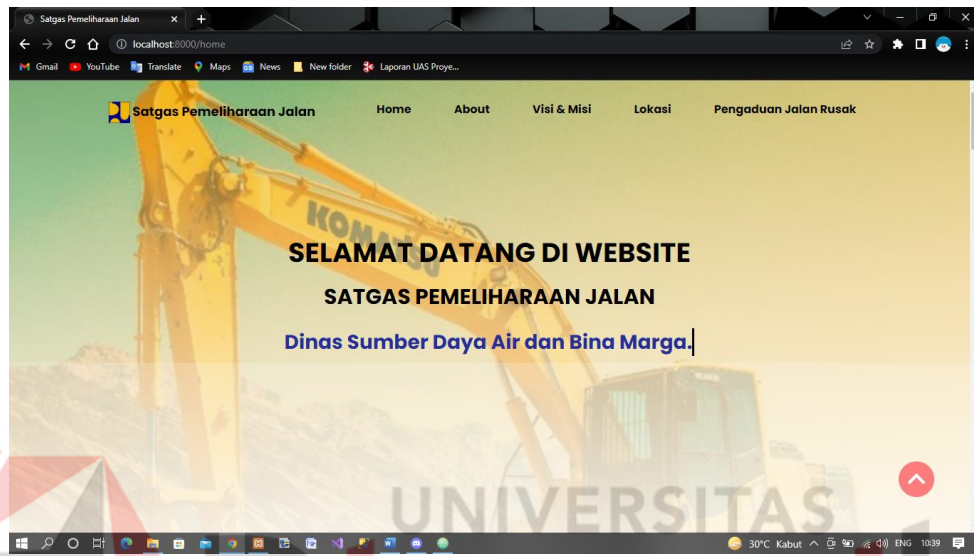 Satgas Pemeliharaan Jalan
localhost:8000/home
Gmail YouTube Translate Maps News New folder Laporan UAS Proye...
Satgas Pemeliharaan Jalan Home About Visi & Misi Lokasi Pengaduan Jalan Rusak
KOMATSU
SELAMAT DATANG DI WEBSITE
SATGAS PEMELIHARAAN JALAN
Dinas Sumber Daya Air dan Bina Marga.
UNIVERSITAS
30°C Kabut ENG 10:39